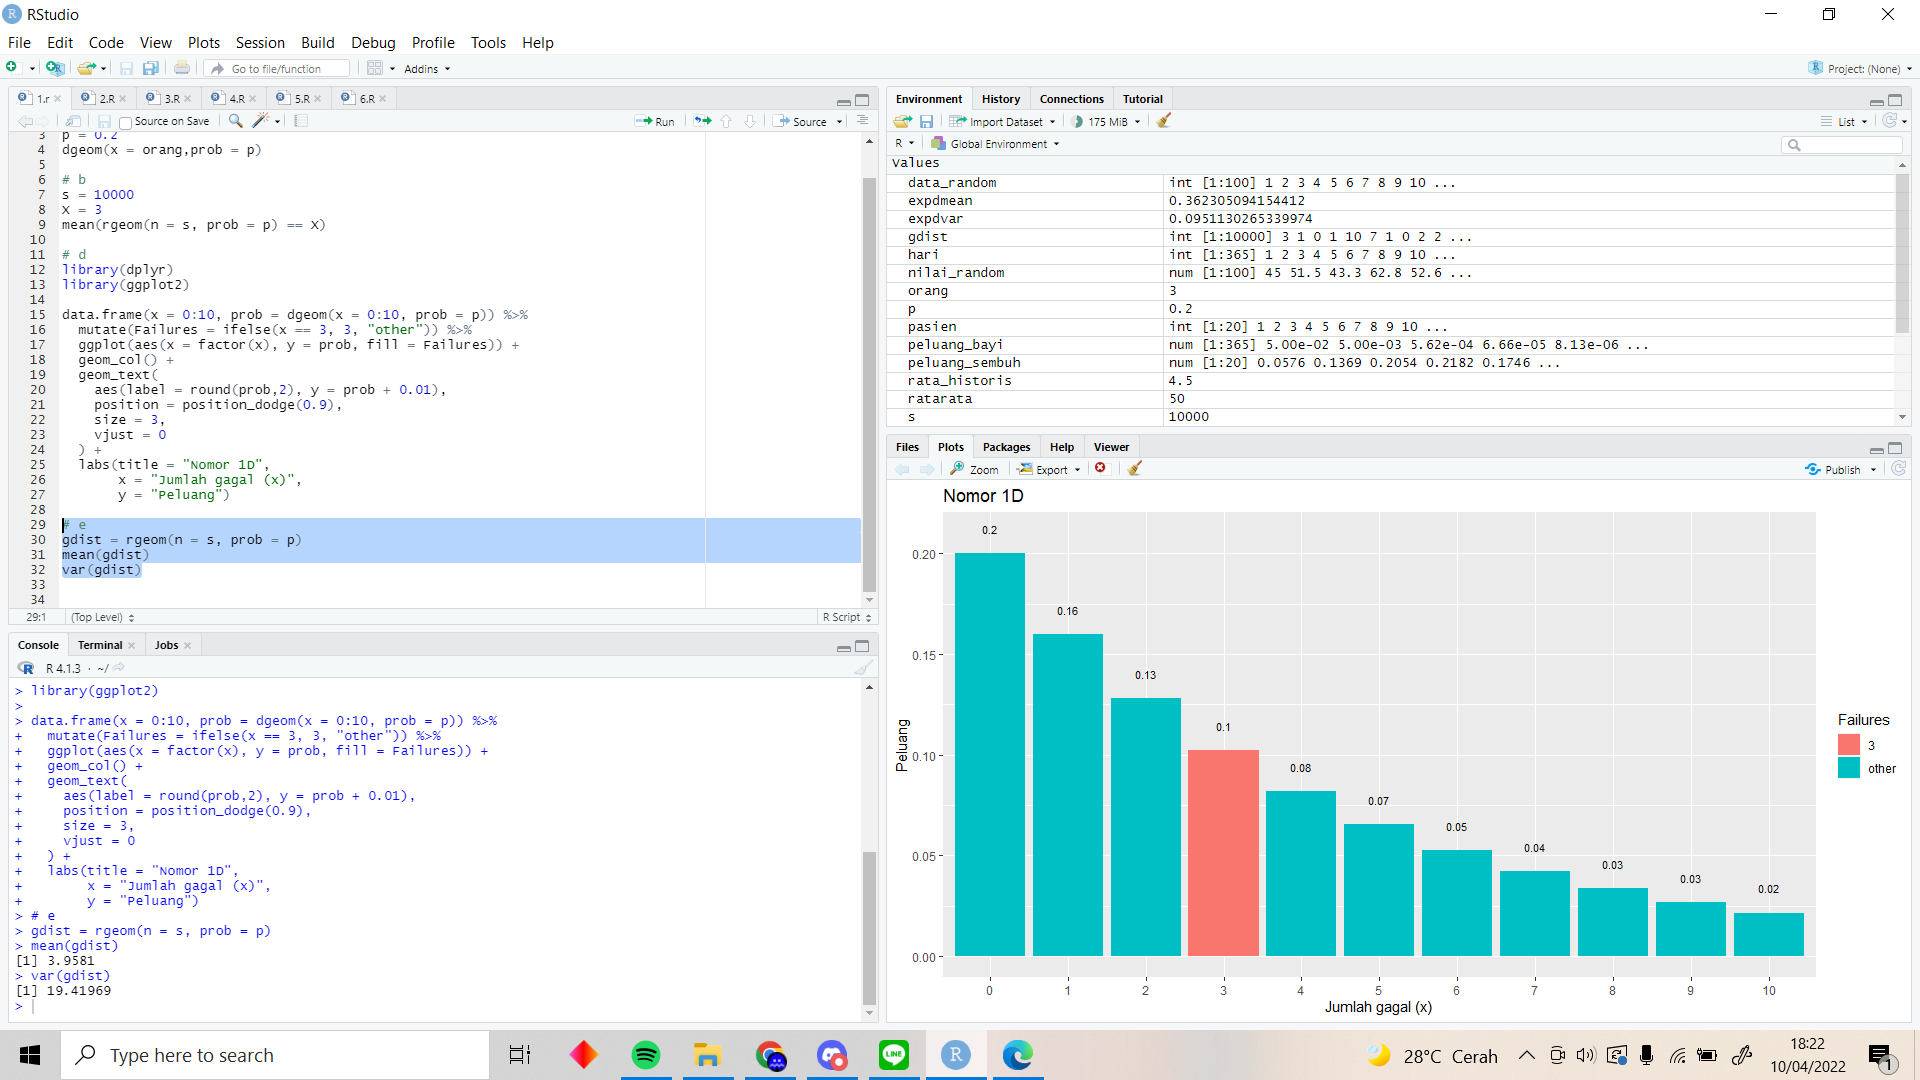 RStudio
File Edit Code View Plots Session Build Debug Profile Tools Help
Go to file/function Addins Project: (None)
1.r 2.R 3.R 4.R 5.R 6.R
Source on Save Run Source
3 p = 0.2
4 dgeom(x = orang,prob = p)
5
6 # b
7 s = 10000
8 X = 3
9 mean(rgeom(n = s, prob = p) == X)
10
11 # d
12 library(dplyr)
13 library(ggplot2)
14
15 data.frame(x = 0:10, prob = dgeom(x = 0:10, prob = p)) %>%
16 mutate(Failures = ifelse(x == 3, 3, "other")) %>%
17 ggplot(aes(x = factor(x), y = prob, fill = Failures)) +
18 geom_col() +
19 geom_text(
20 aes(label = round(prob,2), y = prob + 0.01),
21 position = position_dodge(0.9),
22 size = 3,
23 vjust = 0
24 ) +
25 labs(title = "Nomor 1D",
26 x = "Jumlah gagal (x)",
27 y = "Peluang")
28
29 # e
30 gdist = rgeom(n = s, prob = p)
31 mean(gdist)
32 var(gdist)
33
34
29:1 (Top Level) R Script
Console Terminal Jobs
R 4.1.3 · ~/
> library(ggplot2)
>
> data.frame(x = 0:10, prob = dgeom(x = 0:10, prob = p)) %>%
+ mutate(Failures = ifelse(x == 3, 3, "other")) %>%
+ ggplot(aes(x = factor(x), y = prob, fill = Failures)) +
+ geom_col() +
+ geom_text(
+ aes(label = round(prob,2), y = prob + 0.01),
+ position = position_dodge(0.9),
+ size = 3,
+ vjust = 0
+ ) +
+ labs(title = "Nomor 1D",
+ x = "Jumlah gagal (x)",
+ y = "Peluang")
> # e
> gdist = rgeom(n = s, prob = p)
> mean(gdist)
[1] 3.9581
> var(gdist)
[1] 19.41969
>
Environment History Connections Tutorial
Import Dataset 175 MiB List
R Global Environment
Values
data_random int [1:100] 1 2 3 4 5 6 7 8 9 10 ...
expdmean 0.362305094154412
expdvar 0.0951130265339974
gdist int [1:10000] 3 1 0 1 10 7 1 0 2 2 ...
hari int [1:365] 1 2 3 4 5 6 7 8 9 10 ...
nilai_random num [1:100] 45 51.5 43.3 62.8 52.6 ...
orang 3
p 0.2
pasien int [1:20] 1 2 3 4 5 6 7 8 9 10 ...
peluang_bayi num [1:365] 5.00e-02 5.00e-03 5.62e-04 6.66e-05 8.13e-06 ...
peluang_sembuh num [1:20] 0.0576 0.1369 0.2054 0.2182 0.1746 ...
rata_historis 4.5
ratarata 50
s 10000
Files Plots Packages Help Viewer
Zoom Export Publish
Nomor 1D
0.2
0.16
0.13
0.1
0.08
0.07
0.05
0.04
0.03
0.03
0.02
0.20
0.15
0.10
0.05
0.00
Peluang
0 1 2 3 4 5 6 7 8 9 10
Jumlah gagal (x)
Failures
3
other
Type here to search
LINE
R
28°C Cerah
18:22
10/04/2022
1